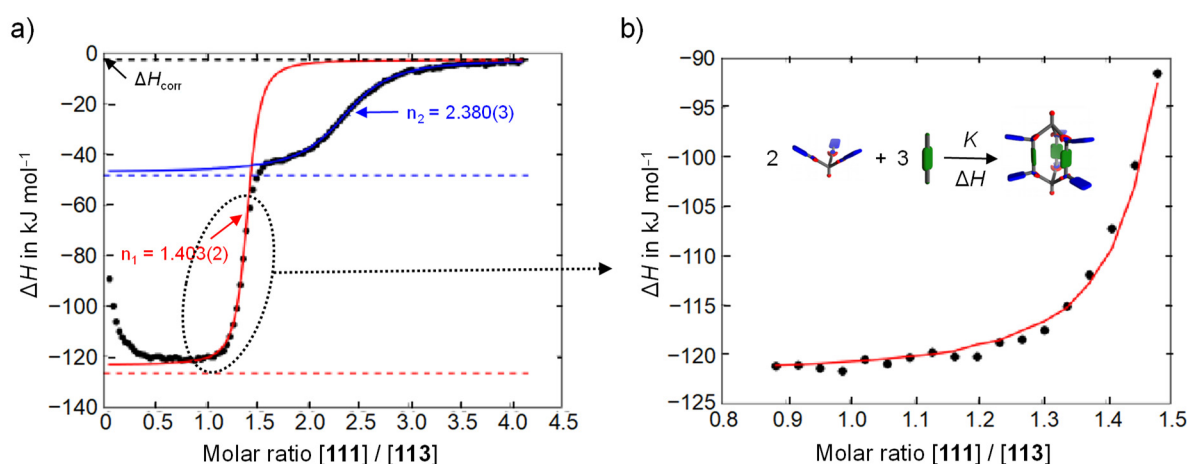 a)
ΔH in kJ mol⁻¹
0
−20
−40
−60
−80
−100
−120
−140
ΔH_corr
n₂ = 2.380(3)
n₁ = 1.403(2)
0 0.5 1.0 1.5 2.0 2.5 3.0 3.5 4.0 4.5
Molar ratio [111] / [113]
b)
ΔH in kJ mol⁻¹
−90
−95
−100
−105
−110
−115
−120
−125
2 + 3 K
ΔH
0.8 0.9 1.0 1.1 1.2 1.3 1.4 1.5
Molar ratio [111] / [113]